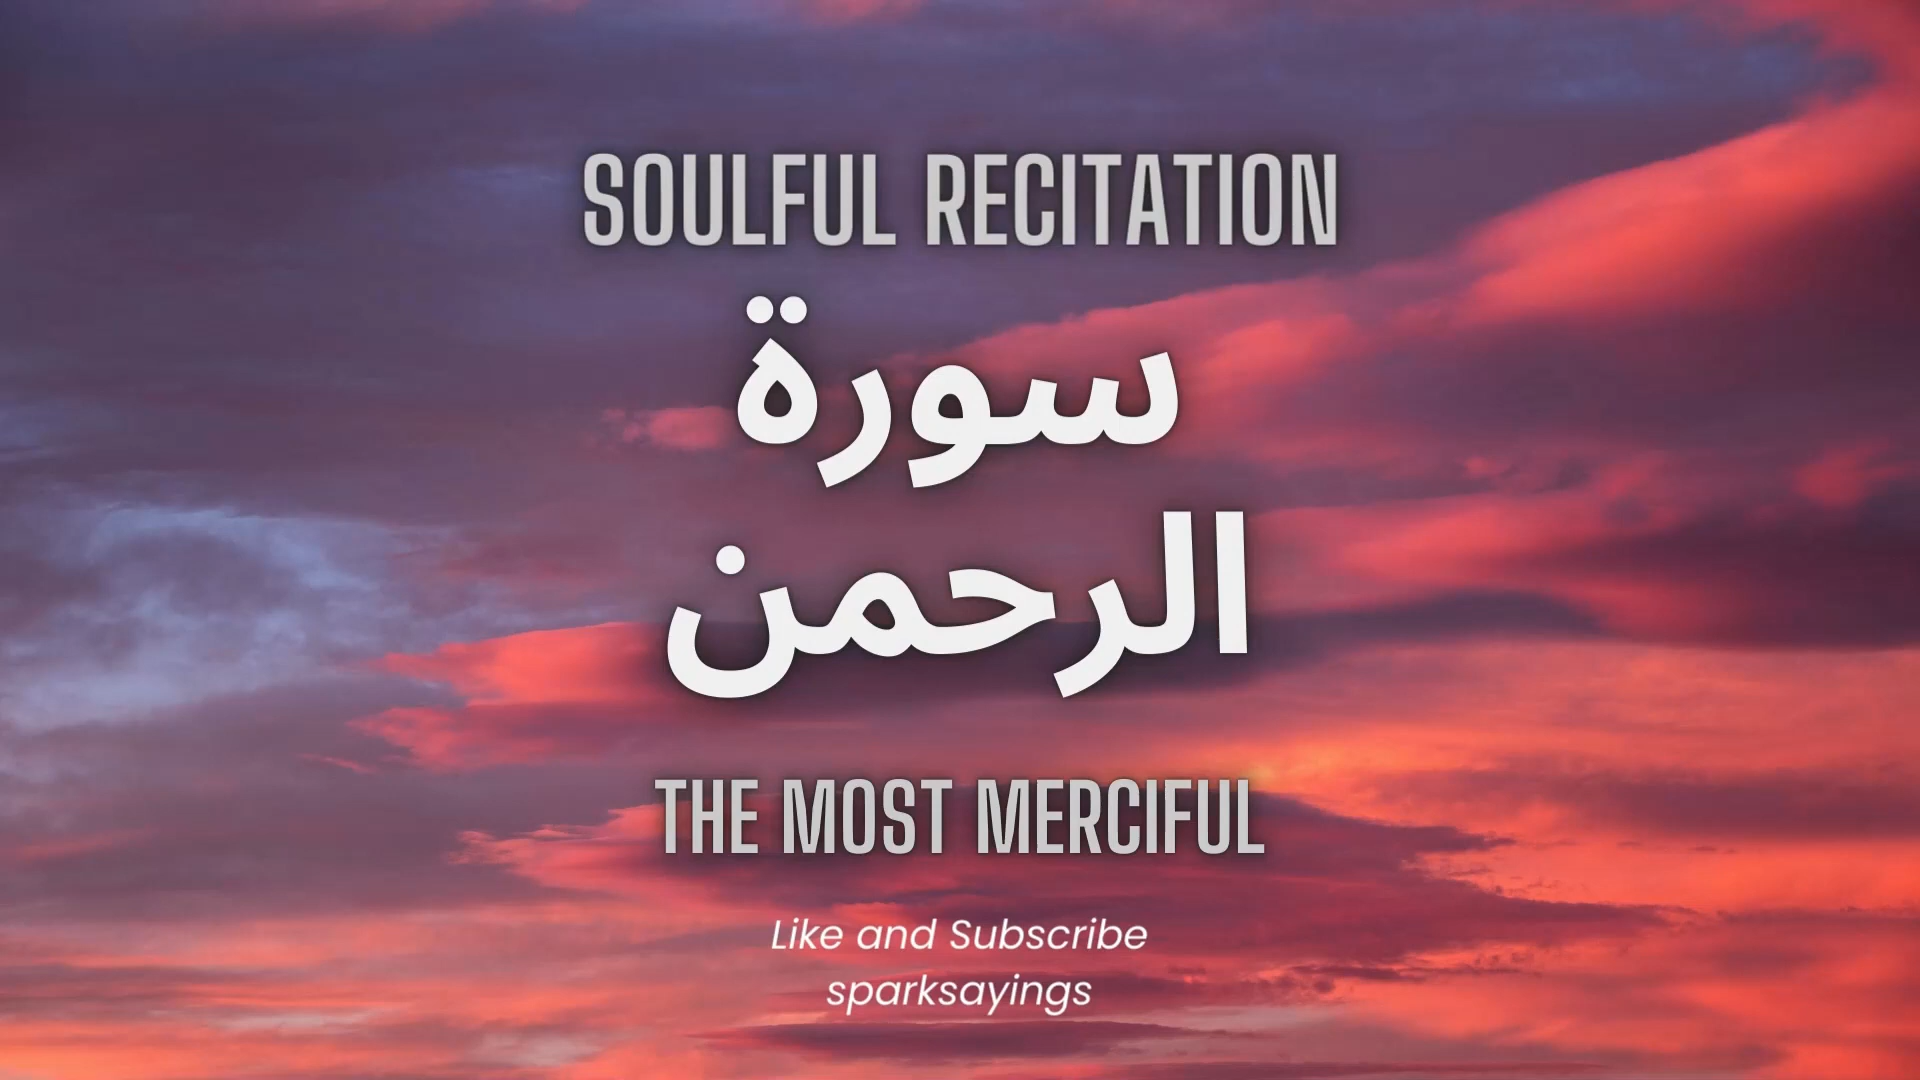 SOULFUL RECITATION
سورة
الرحمن
THE MOST MERCIFUL
Like and Subscribe
sparksayings